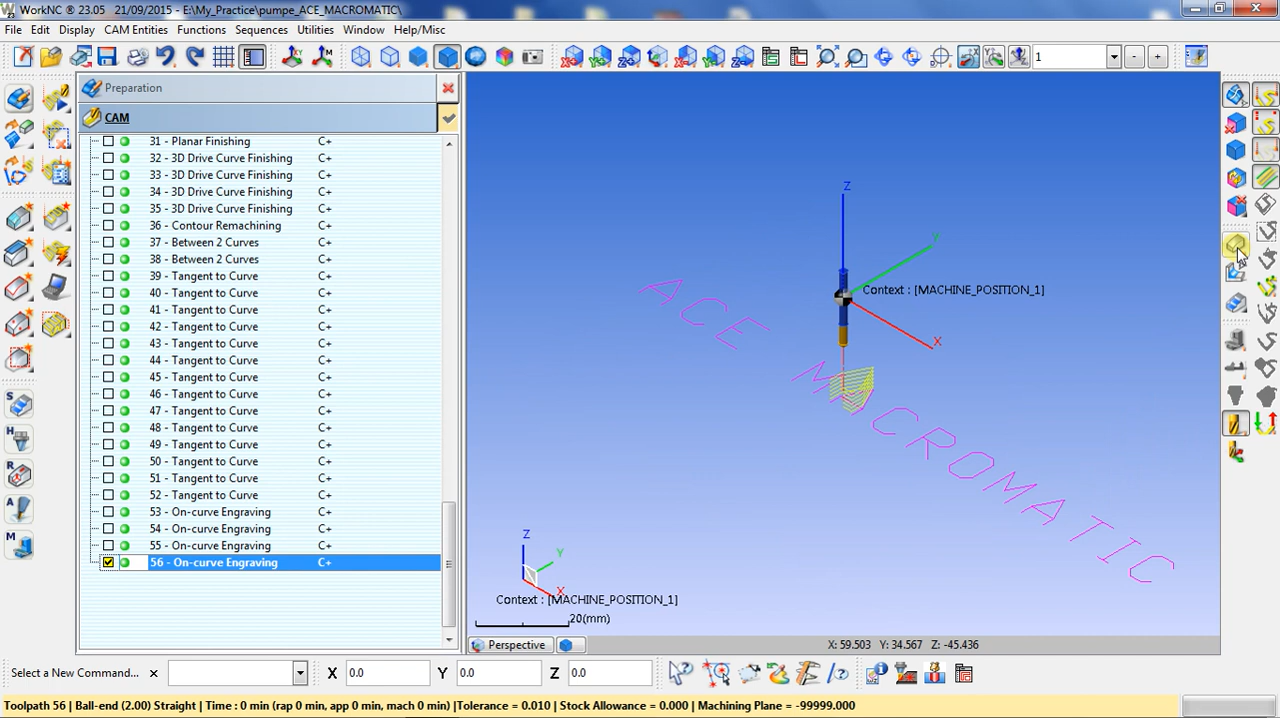 WorkNC ® 23.05 21/09/2015 - E:\My_Practice\pumpe_ACE_MACROMATIC\
File Edit Display CAM Entities Functions Sequences Utilities Window Help/Misc
1
Preparation
CAM
31 - Planar Finishing C+
32 - 3D Drive Curve Finishing C+
33 - 3D Drive Curve Finishing C+
34 - 3D Drive Curve Finishing C+
35 - 3D Drive Curve Finishing C+
36 - Contour Remachining C+
37 - Between 2 Curves C+
38 - Between 2 Curves C+
39 - Tangent to Curve C+
40 - Tangent to Curve C+
41 - Tangent to Curve C+
42 - Tangent to Curve C+
43 - Tangent to Curve C+
44 - Tangent to Curve C+
45 - Tangent to Curve C+
46 - Tangent to Curve C+
47 - Tangent to Curve C+
48 - Tangent to Curve C+
49 - Tangent to Curve C+
50 - Tangent to Curve C+
51 - Tangent to Curve C+
52 - Tangent to Curve C+
53 - On-curve Engraving C+
54 - On-curve Engraving C+
55 - On-curve Engraving C+
56 - On-curve Engraving C+
Z
Y
Context : [MACHINE_POSITION_1]
X
ACE MACROMATIC
Z
Y
X
Context : [MACHINE_POSITION_1]
20(mm)
Perspective
X: 59.503 Y: 34.567 Z: -45.436
Select a New Command... X 0.0 Y 0.0 Z 0.0
Toolpath 56 | Ball-end (2.00) Straight | Time : 0 min (rap 0 min, app 0 min, mach 0 min) |Tolerance = 0.010 | Stock Allowance = 0.000 | Machining Plane = -99999.000